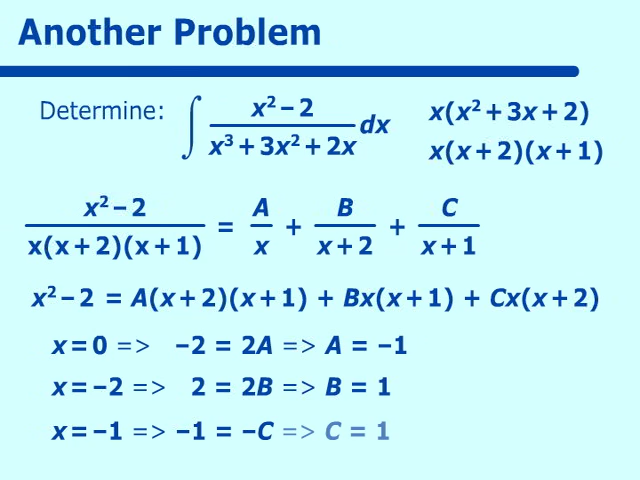 Another Problem
Determine: ∫ (x² – 2)/(x³ + 3x² + 2x) dx   x(x² + 3x + 2)
x(x + 2)(x + 1)
(x² – 2)/(x(x + 2)(x + 1)) = A/x + B/(x + 2) + C/(x + 1)
x² – 2 = A(x + 2)(x + 1) + Bx(x + 1) + Cx(x + 2)
x = 0 => –2 = 2A => A = –1
x = –2 => 2 = 2B => B = 1
x = –1 => –1 = –C => C = 1